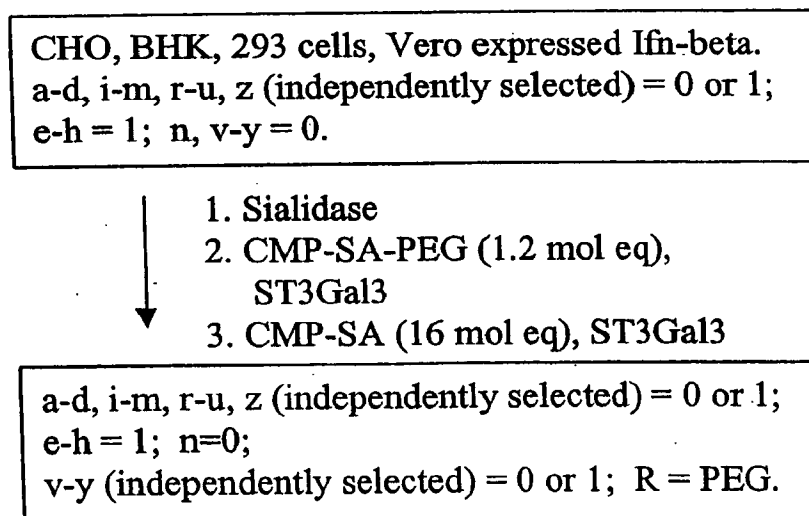 CHO, BHK, 293 cells, Vero expressed Ifn-beta.
a-d, i-m, r-u, z (independently selected) = 0 or 1;
e-h = 1; n, v-y = 0.
1. Sialidase
2. CMP-SA-PEG (1.2 mol eq),
ST3Gal3
3. CMP-SA (16 mol eq), ST3Gal3
a-d, i-m, r-u, z (independently selected) = 0 or 1;
e-h = 1; n=0;
v-y (independently selected) = 0 or 1; R = PEG.